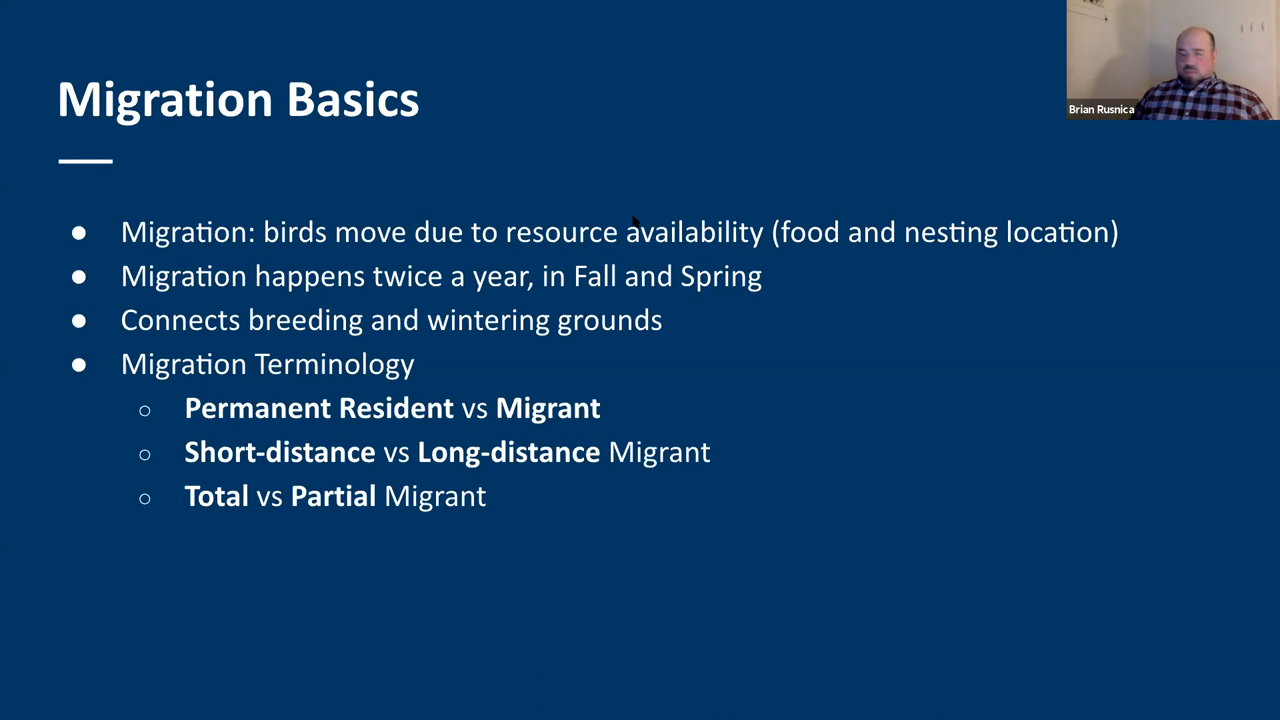 Migration Basics
Brian Rusnica
● Migration: birds move due to resource availability (food and nesting location)
● Migration happens twice a year, in Fall and Spring
● Connects breeding and wintering grounds
● Migration Terminology
○ Permanent Resident vs Migrant
○ Short-distance vs Long-distance Migrant
○ Total vs Partial Migrant